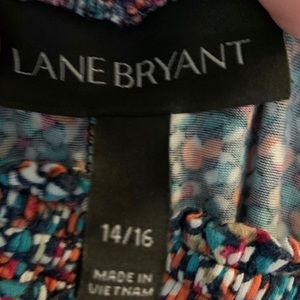 LANE BRYANT
14/16
MADE IN
VIETNAM